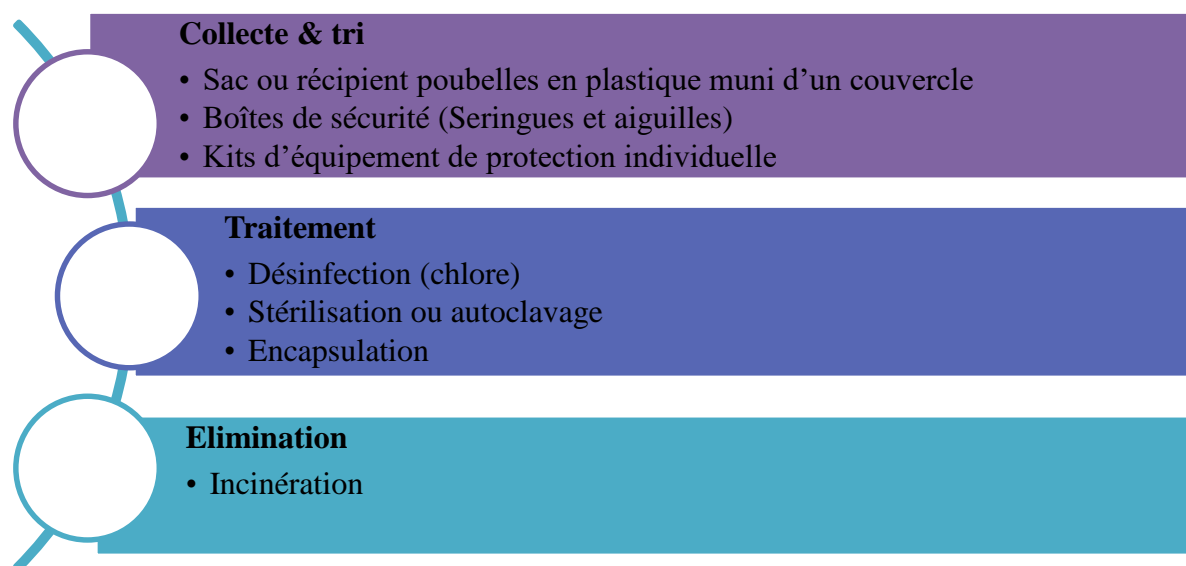 Collecte & tri
• Sac ou récipient poubelles en plastique muni d’un couvercle
• Boîtes de sécurité (Seringues et aiguilles)
• Kits d’équipement de protection individuelle
Traitement
• Désinfection (chlore)
• Stérilisation ou autoclavage
• Encapsulation
Elimination
• Incinération